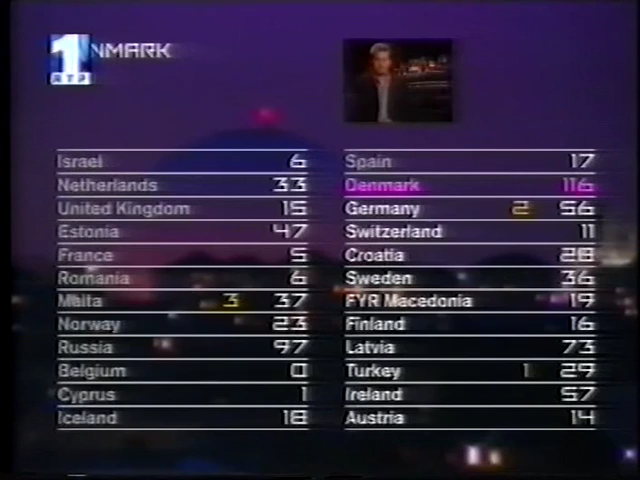 1 NMARK
RTP
Israel 6
Netherlands 33
United Kingdom 15
Estonia 47
France 5
Romania 6
Malta 3 37
Norway 23
Russia 97
Belgium 0
Cyprus 1
Iceland 18
Spain 17
Denmark 116
Germany 2 56
Switzerland 11
Croatia 28
Sweden 36
FYR Macedonia 19
Finland 16
Latvia 73
Turkey 1 29
Ireland 57
Austria 14